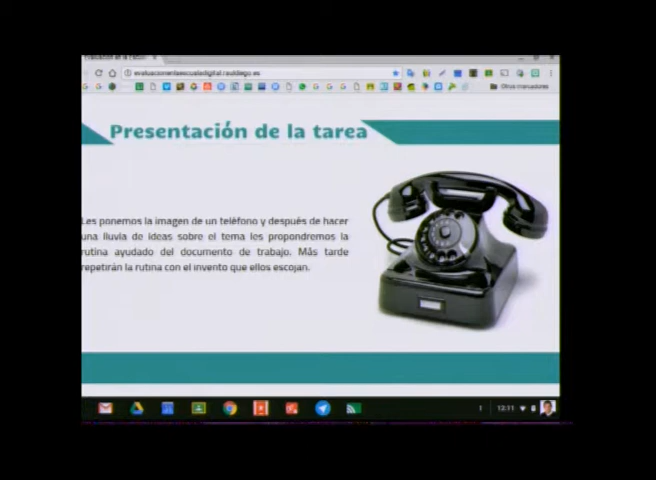 evaluacionenlaescueladigital.rauldiego.es
Otros marcadores
Presentación de la tarea
Les ponemos la imagen de un teléfono y después de hacer
una lluvia de ideas sobre el tema les propondremos la
rutina ayudado del documento de trabajo. Más tarde
repetirán la rutina con el invento que ellos escojan.
12:11